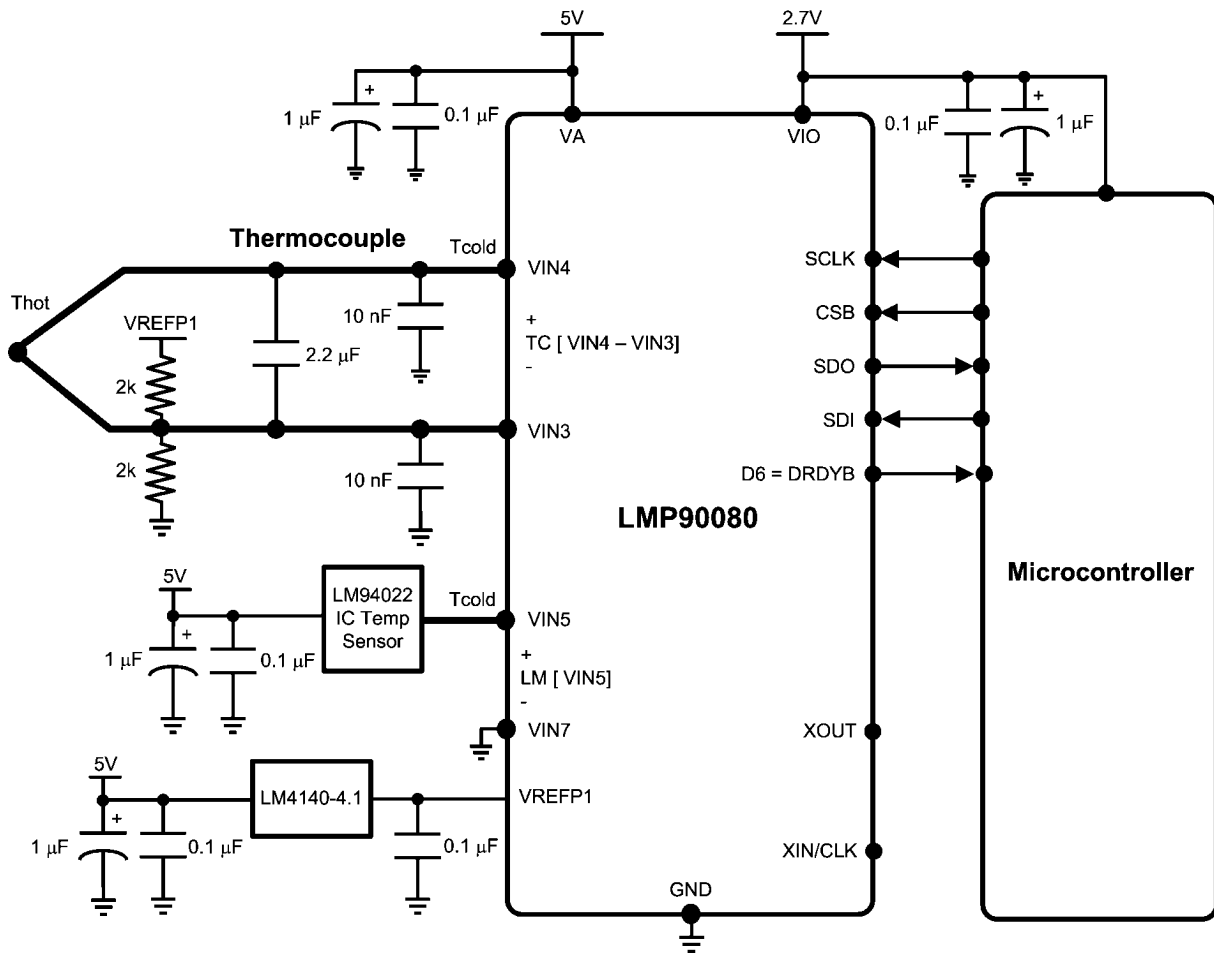 5V
2.7V
+
1 µF
0.1 µF
VA
VIO
0.1 µF
+
1 µF
Thermocouple
Tcold
VIN4
SCLK
Thot
VREFP1
10 nF
+
TC [ VIN4 – VIN3]
-
CSB
2k
2.2 µF
SDO
VIN3
SDI
2k
10 nF
D6 = DRDYB
LMP90080
Microcontroller
5V
LM94022
IC Temp
Sensor
Tcold
VIN5
+
1 µF
0.1 µF
+
LM [ VIN5]
-
VIN7
XOUT
5V
LM4140-4.1
VREFP1
+
1 µF
0.1 µF
0.1 µF
XIN/CLK
GND